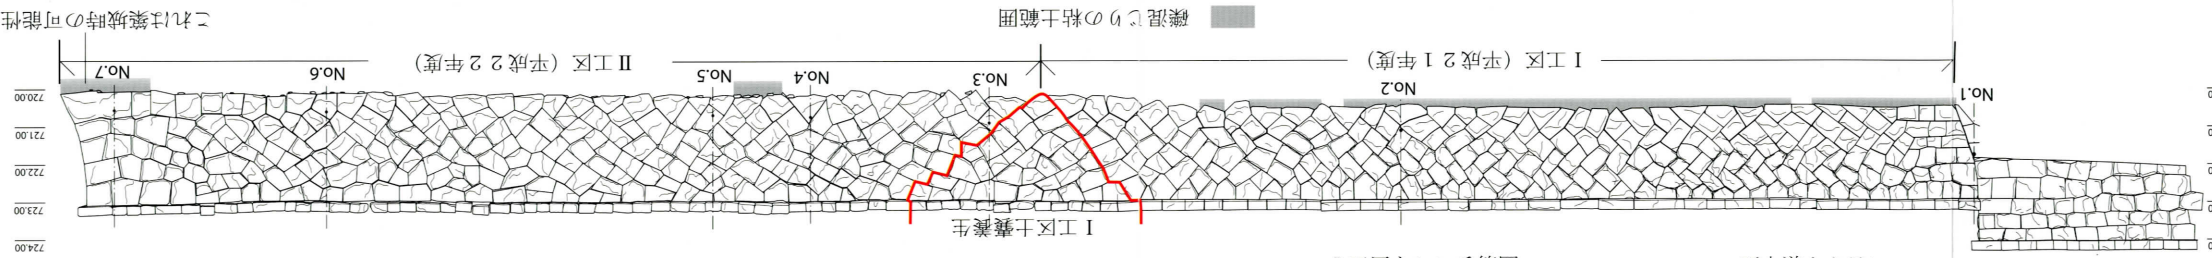 Ⅰ工区土嚢養生
724.00
723.00
722.00
721.00
720.00
No.1
No.2
No.3
No.4
No.5
No.6
No.7
Ⅰ工区（平成２１年度）
Ⅱ工区（平成２２年度）
礫混じりの粘土範囲
これは築城時の可能性